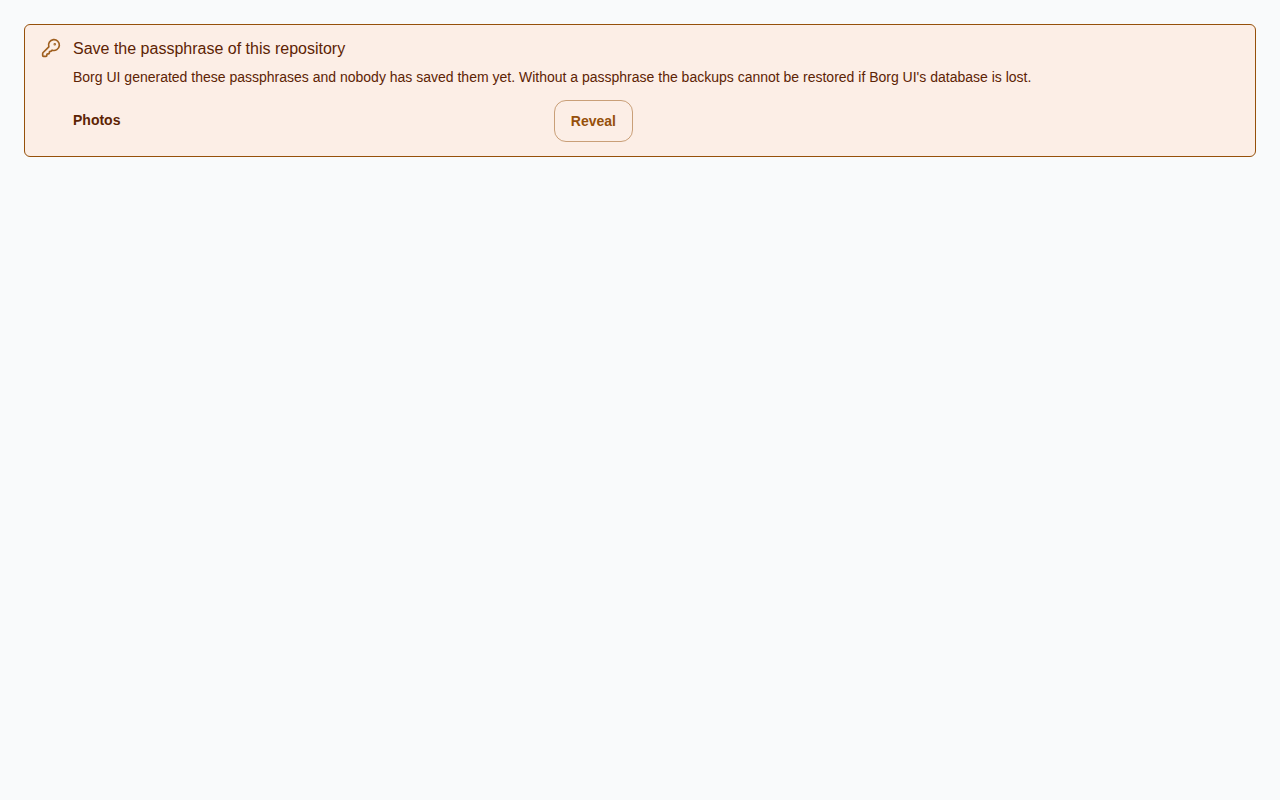 Save the passphrase of this repository
Borg UI generated these passphrases and nobody has saved them yet. Without a passphrase the backups cannot be restored if Borg UI's database is lost.
Photos
Reveal